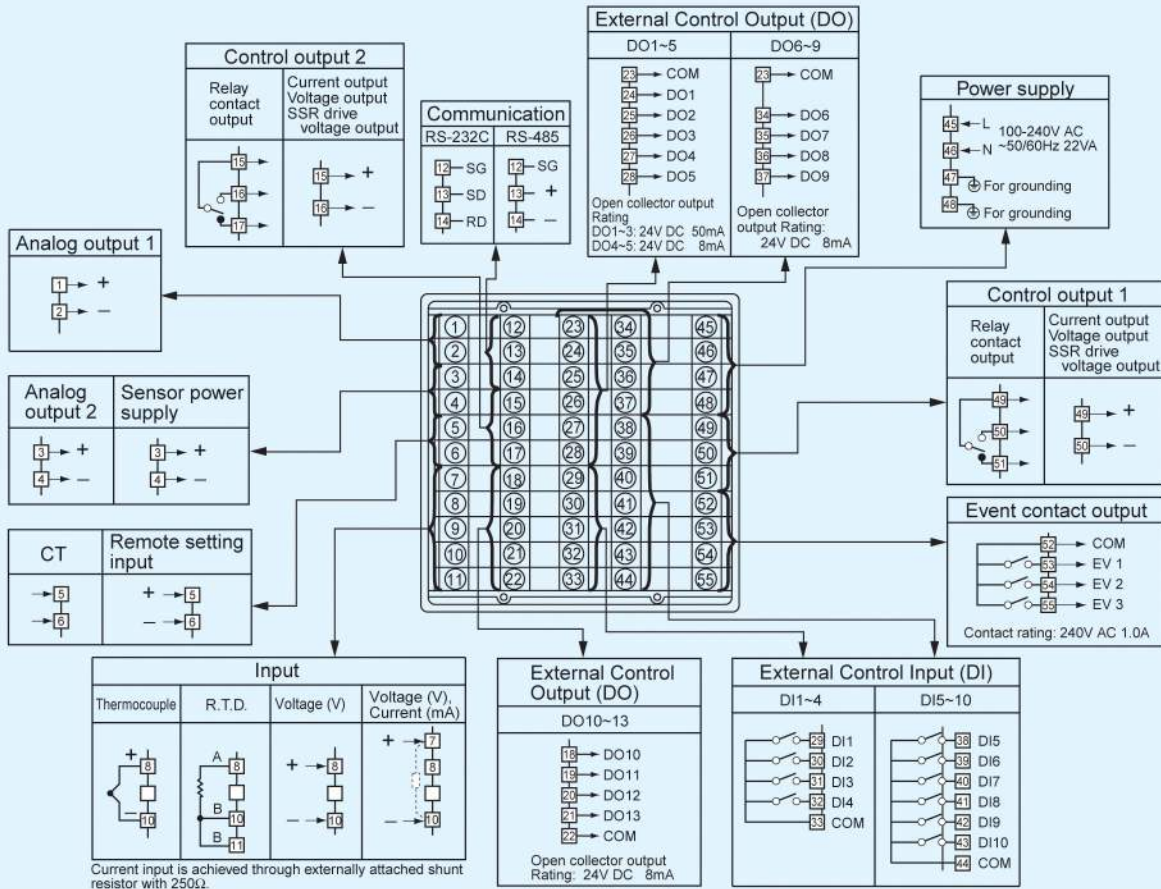 External Control Output (DO)
DO1~5 DO6~9
23 COM
24 DO1
25 DO2
26 DO3
27 DO4
28 DO5
Open collector output
Rating
DO1~3: 24V DC 50mA
DO4~5: 24V DC 8mA
23 COM
34 DO6
35 DO7
36 DO8
37 DO9
Open collector
output Rating:
24V DC 8mA
Control output 2
Relay
contact
output
15
16
17
Current output
Voltage output
SSR drive
voltage output
15 +
16 −
Communication
RS-232C RS-485
12 SG
13 SD
14 RD
12 SG
13 +
14 −
Power supply
45 L
46 N
100-240V AC
~50/60Hz 22VA
47 For grounding
48 For grounding
Analog output 1
1 +
2 −
Analog
output 2
3 +
4 −
Sensor power
supply
3 +
4 −
CT
5
6
Remote setting
input
+ 5
− 6
1 12 23 34 45
2 13 24 35 46
3 14 25 36 47
4 15 26 37 48
5 16 27 38 49
6 17 28 39 50
7 18 29 40 51
8 19 30 41 52
9 20 31 42 53
10 21 32 43 54
11 22 33 44 55
Control output 1
Relay
contact
output
49
50
51
Current output
Voltage output
SSR drive
voltage output
49 +
50 −
Event contact output
52 COM
53 EV 1
54 EV 2
55 EV 3
Contact rating: 240V AC 1.0A
Input
Thermocouple
+ 8
− 10
R.T.D.
A 8
B 10
B 11
Voltage (V)
+ 8
− 10
Voltage (V),
Current (mA)
+ 7
8
− 10
Current input is achieved through externally attached shunt
resistor with 250Ω.
External Control
Output (DO)
DO10~13
18 DO10
19 DO11
20 DO12
21 DO13
22 COM
Open collector output
Rating: 24V DC 8mA
External Control Input (DI)
DI1~4 DI5~10
29 DI1
30 DI2
31 DI3
32 DI4
33 COM
38 DI5
39 DI6
40 DI7
41 DI8
42 DI9
43 DI10
44 COM